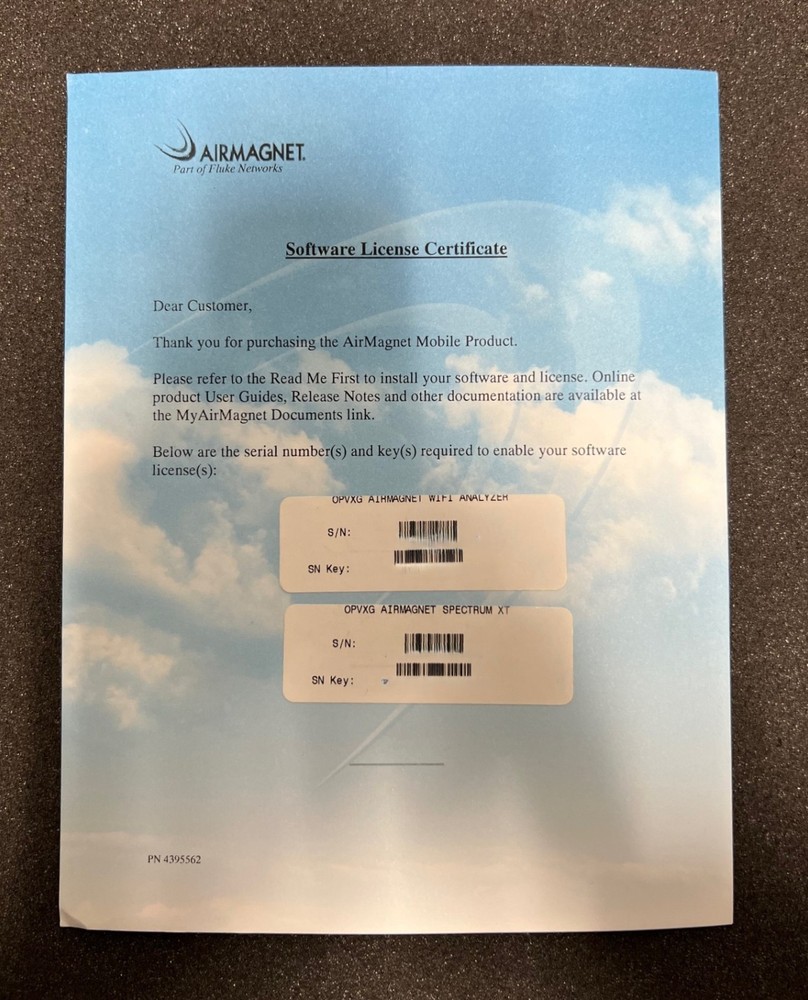 AIRMAGNET.
Part of Fluke Networks
Software License Certificate
Dear Customer,
Thank you for purchasing the AirMagnet Mobile Product.
Please refer to the Read Me First to install your software and license. Online
product User Guides, Release Notes and other documentation are available at
the MyAirMagnet Documents link.
Below are the serial number(s) and key(s) required to enable your software
license(s):
OPVXG AIRMAGNET WIFI ANALYZER
S/N:
SN Key:
OPVXG AIRMAGNET SPECTRUM XT
S/N:
SN Key:
PN 4395562